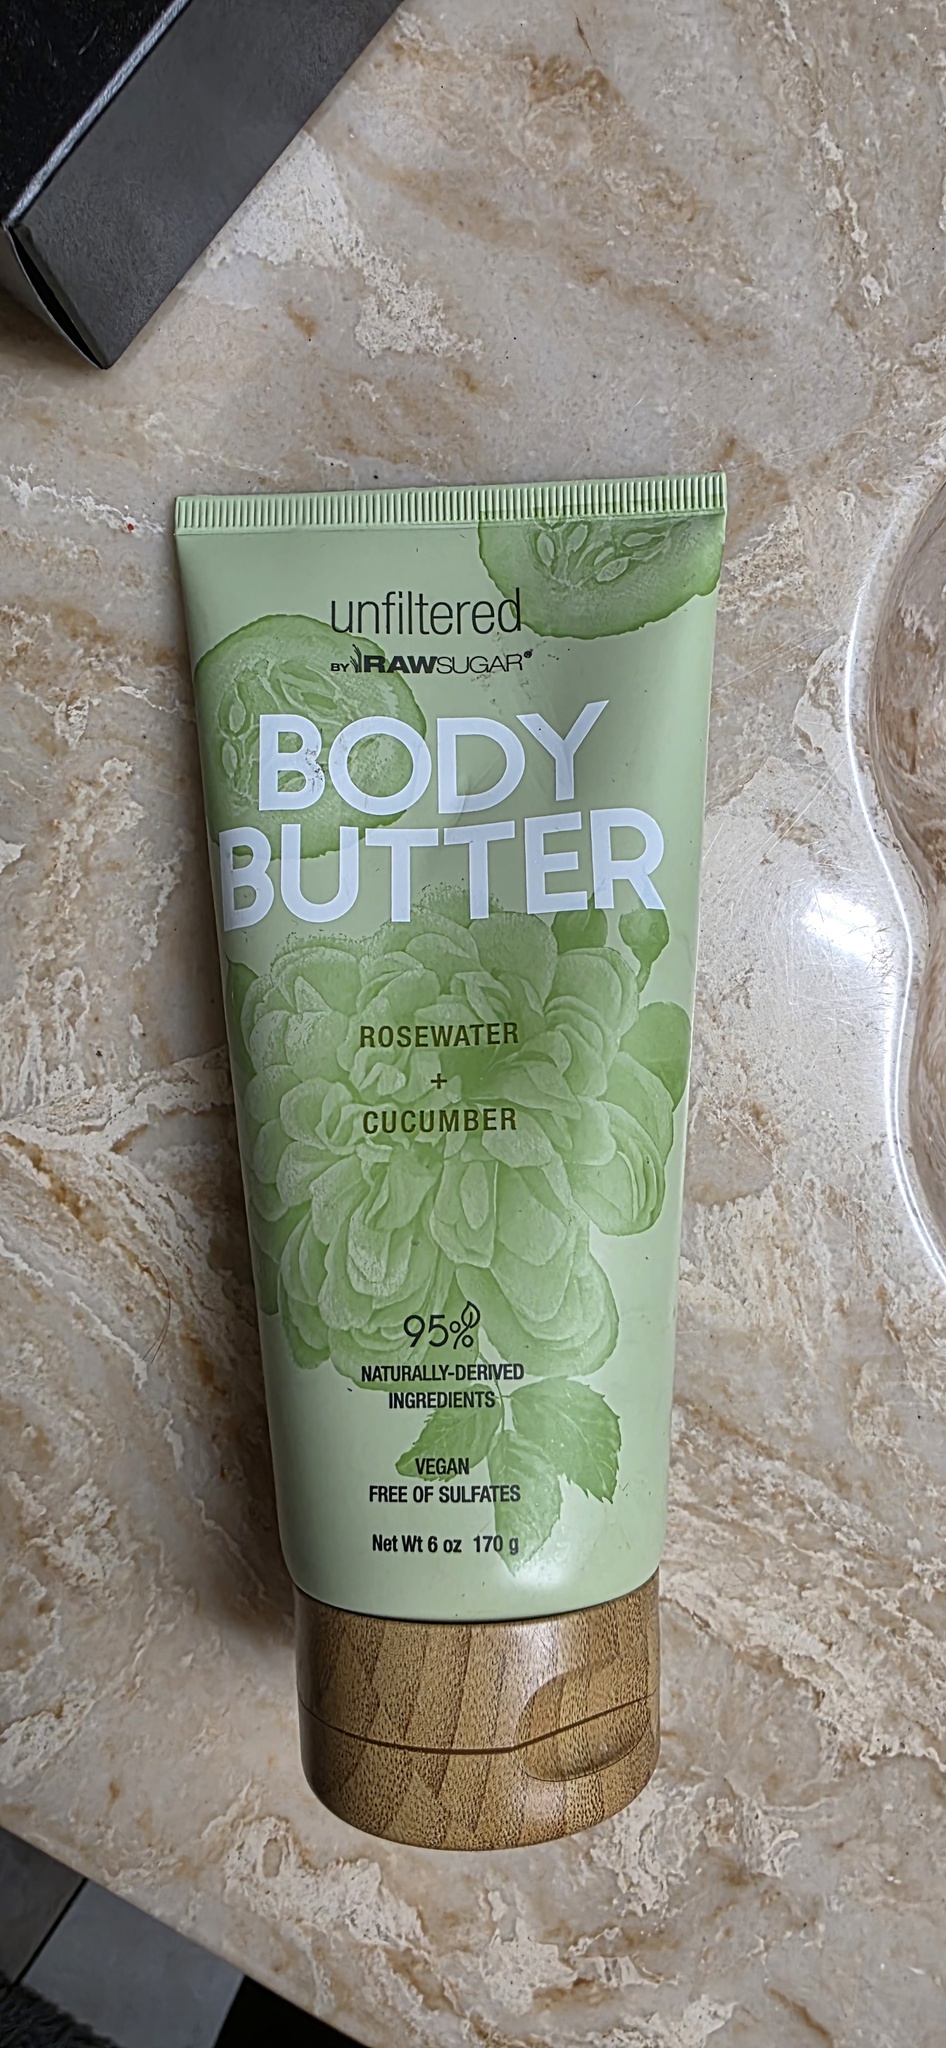 unfiltered
BY RAWSUGAR®
BODY
BUTTER
ROSEWATER
+
CUCUMBER
95%
NATURALLY-DERIVED
INGREDIENTS
VEGAN
FREE OF SULFATES
Net Wt 6 oz 170 g